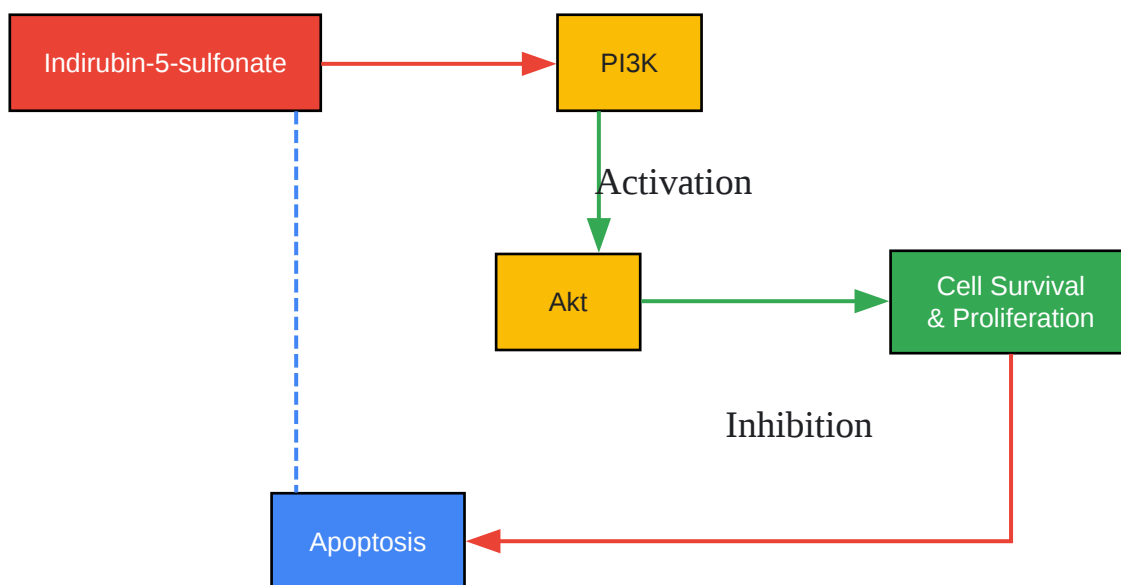 Indirubin-5-sulfonate
PI3K
Activation
Akt
Cell Survival
& Proliferation
Inhibition
Apoptosis